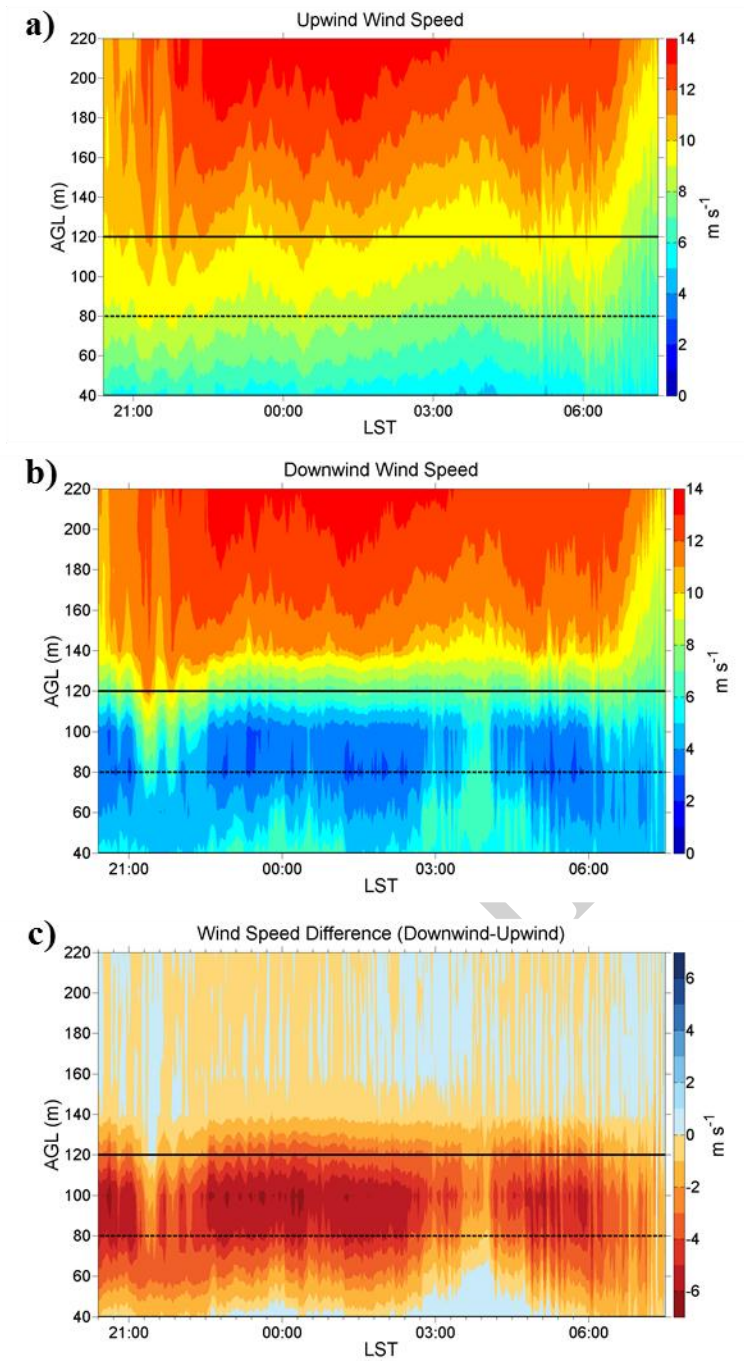 a)
Upwind Wind Speed
220
200
180
160
140
120
100
80
60
40
AGL (m)
21:00 00:00 03:00 06:00
LST
14
12
10
8
6
4
2
0
m s-1
b)
Downwind Wind Speed
220
200
180
160
140
120
100
80
60
40
AGL (m)
21:00 00:00 03:00 06:00
LST
14
12
10
8
6
4
2
0
m s-1
c)
Wind Speed Difference (Downwind-Upwind)
220
200
180
160
140
120
100
80
60
40
AGL (m)
21:00 00:00 03:00 06:00
LST
6
4
2
0
-2
-4
-6
m s-1